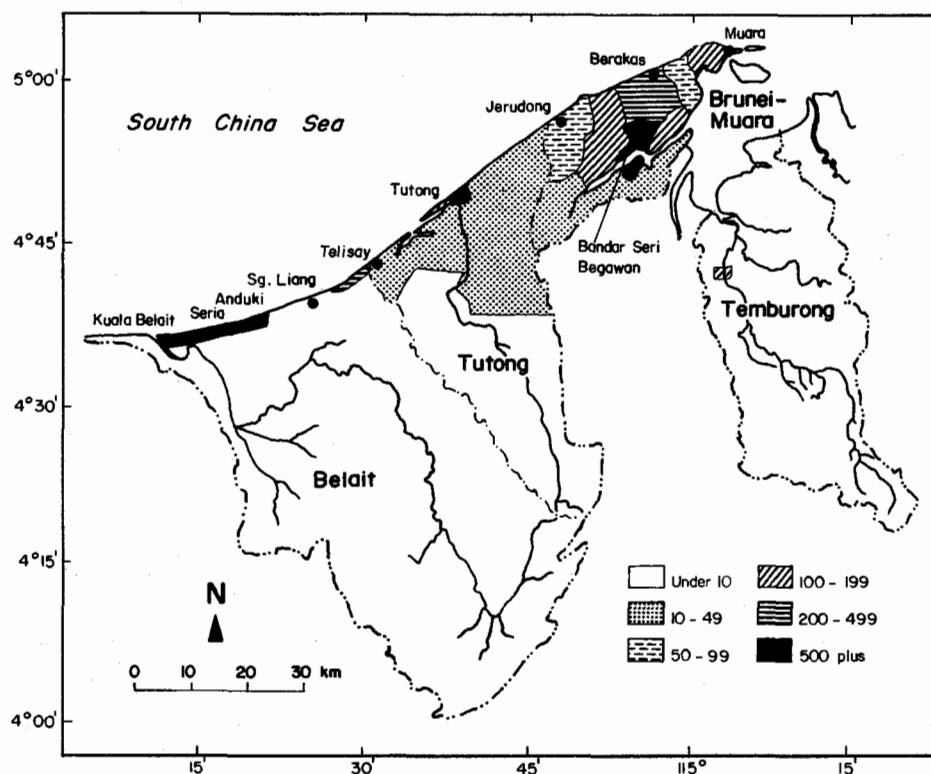 Muara
Berakas
5°00'
Brunei-
Muara
Jerudong
South China Sea
Tutong
4°45'
Telisay
Bandar Seri
Begawan
Sg. Liang
Anduki
Seria
Kuala Belait
Temburong
Tutong
4°30'
Belait
4°15'
Under 10
100 - 199
10 - 49
200 - 499
50 - 99
500 plus
N
0 10 20 30 km
4°00'
15' 30' 45' 115° 15'